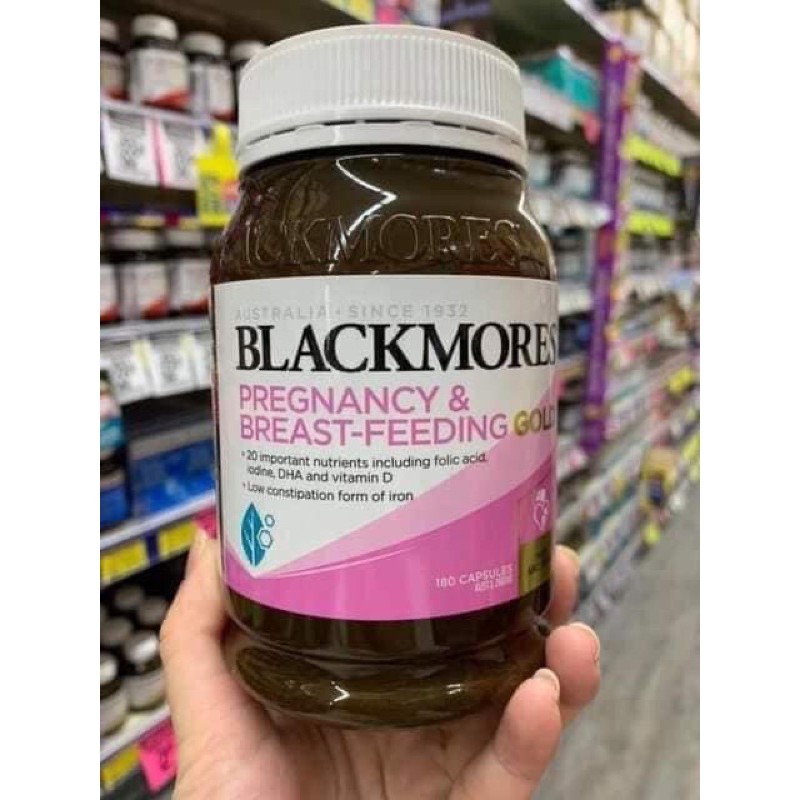 CKMORES
AUSTRALIA • SINCE 1932
BLACKMORES
PREGNANCY &
BREAST-FEEDING GOLD
• 20 important nutrients including folic acid,
iodine, DHA and vitamin D
• Low constipation form of iron
180 CAPSULES